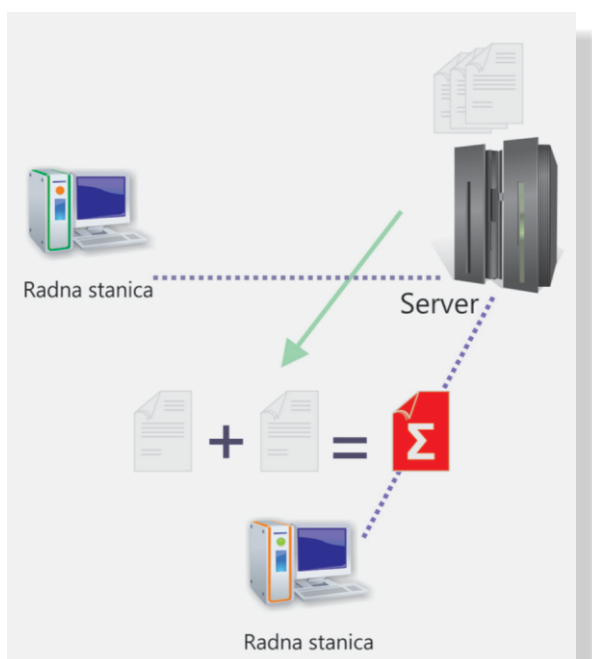 Radna stanica
Server
+ = Σ
Radna stanica